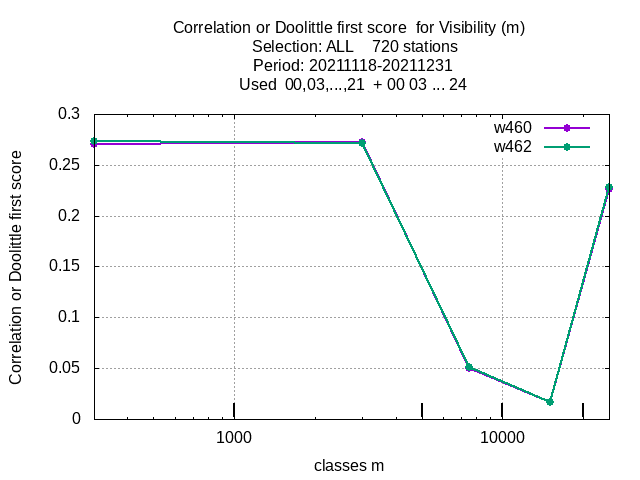 Correlation or Doolittle first score  for Visibility (m)
Selection: ALL    720 stations
Period: 20211118-20211231
Used  00,03,...,21  + 00 03 ... 24
w460
w462
Correlation or Doolittle first score
0.3
0.25
0.2
0.15
0.1
0.05
0
1000
10000
classes m